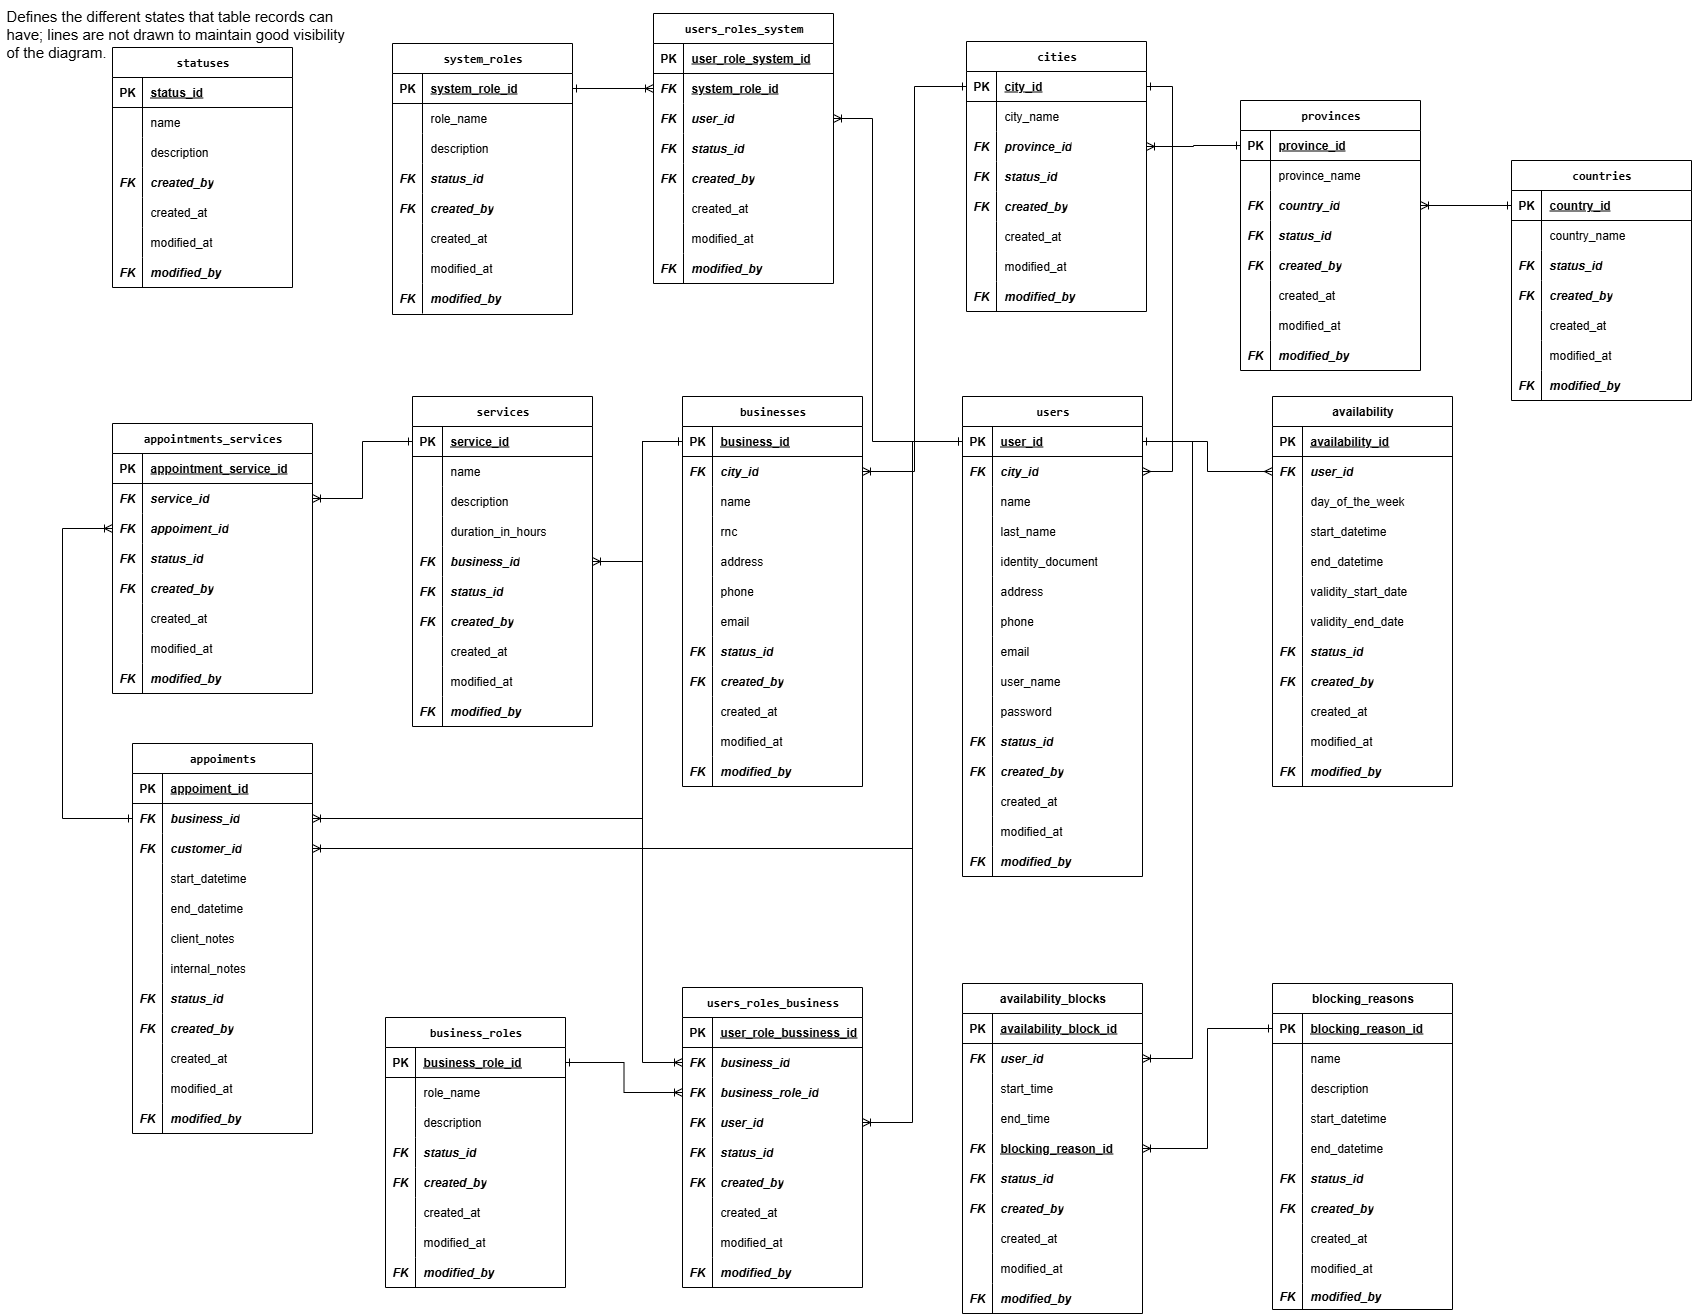 Defines the different states that table records can
have; lines are not drawn to maintain good visibility
of the diagram.
statuses
PK status_id
name
description
FK created_by
created_at
modified_at
FK modified_by
system_roles
PK system_role_id
role_name
description
FK status_id
FK created_by
created_at
modified_at
FK modified_by
users_roles_system
PK user_role_system_id
FK system_role_id
FK user_id
FK status_id
FK created_by
created_at
modified_at
FK modified_by
cities
PK city_id
city_name
FK province_id
FK status_id
FK created_by
created_at
modified_at
FK modified_by
provinces
PK province_id
province_name
FK country_id
FK status_id
FK created_by
created_at
modified_at
FK modified_by
countries
PK country_id
country_name
FK status_id
FK created_by
created_at
modified_at
FK modified_by
appointments_services
PK appointment_service_id
FK service_id
FK appoiment_id
FK status_id
FK created_by
created_at
modified_at
FK modified_by
services
PK service_id
name
description
duration_in_hours
FK business_id
FK status_id
FK created_by
created_at
modified_at
FK modified_by
businesses
PK business_id
FK city_id
name
rnc
address
phone
email
FK status_id
FK created_by
created_at
modified_at
FK modified_by
users
PK user_id
FK city_id
name
last_name
identity_document
address
phone
email
user_name
password
FK status_id
FK created_by
created_at
modified_at
FK modified_by
availability
PK availability_id
FK user_id
day_of_the_week
start_datetime
end_datetime
validity_start_date
validity_end_date
FK status_id
FK created_by
created_at
modified_at
FK modified_by
appoiments
PK appoiment_id
FK business_id
FK customer_id
start_datetime
end_datetime
client_notes
internal_notes
FK status_id
FK created_by
created_at
modified_at
FK modified_by
business_roles
PK business_role_id
role_name
description
FK status_id
FK created_by
created_at
modified_at
FK modified_by
users_roles_business
PK user_role_bussiness_id
FK business_id
FK business_role_id
FK user_id
FK status_id
FK created_by
created_at
modified_at
FK modified_by
availability_blocks
PK availability_block_id
FK user_id
start_time
end_time
FK blocking_reason_id
FK status_id
FK created_by
created_at
modified_at
FK modified_by
blocking_reasons
PK blocking_reason_id
name
description
start_datetime
end_datetime
FK status_id
FK created_by
created_at
modified_at
FK modified_by